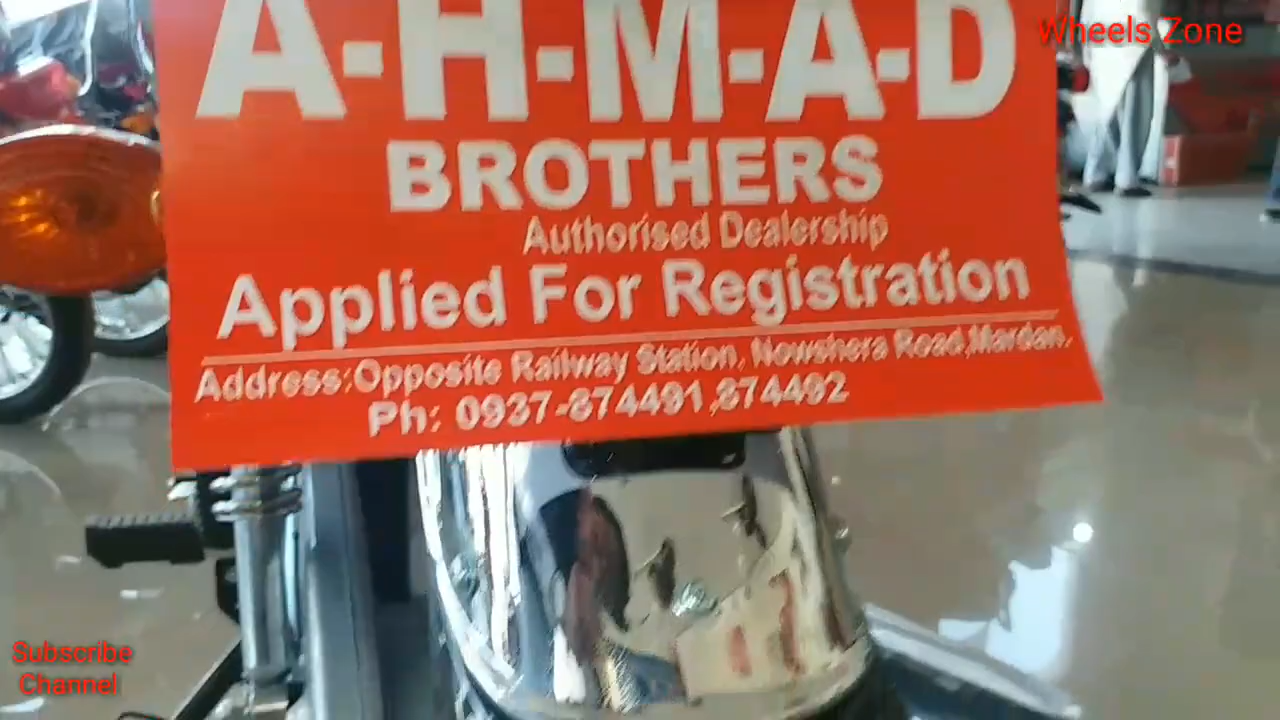 Wheels Zone
A-H-M-A-D
BROTHERS
Authorised Dealership
Applied For Registration
Address:Opposite Railway Station, Nowshera Road,Mardan.
Ph: 0937-874491,874492
Subscribe
Channel